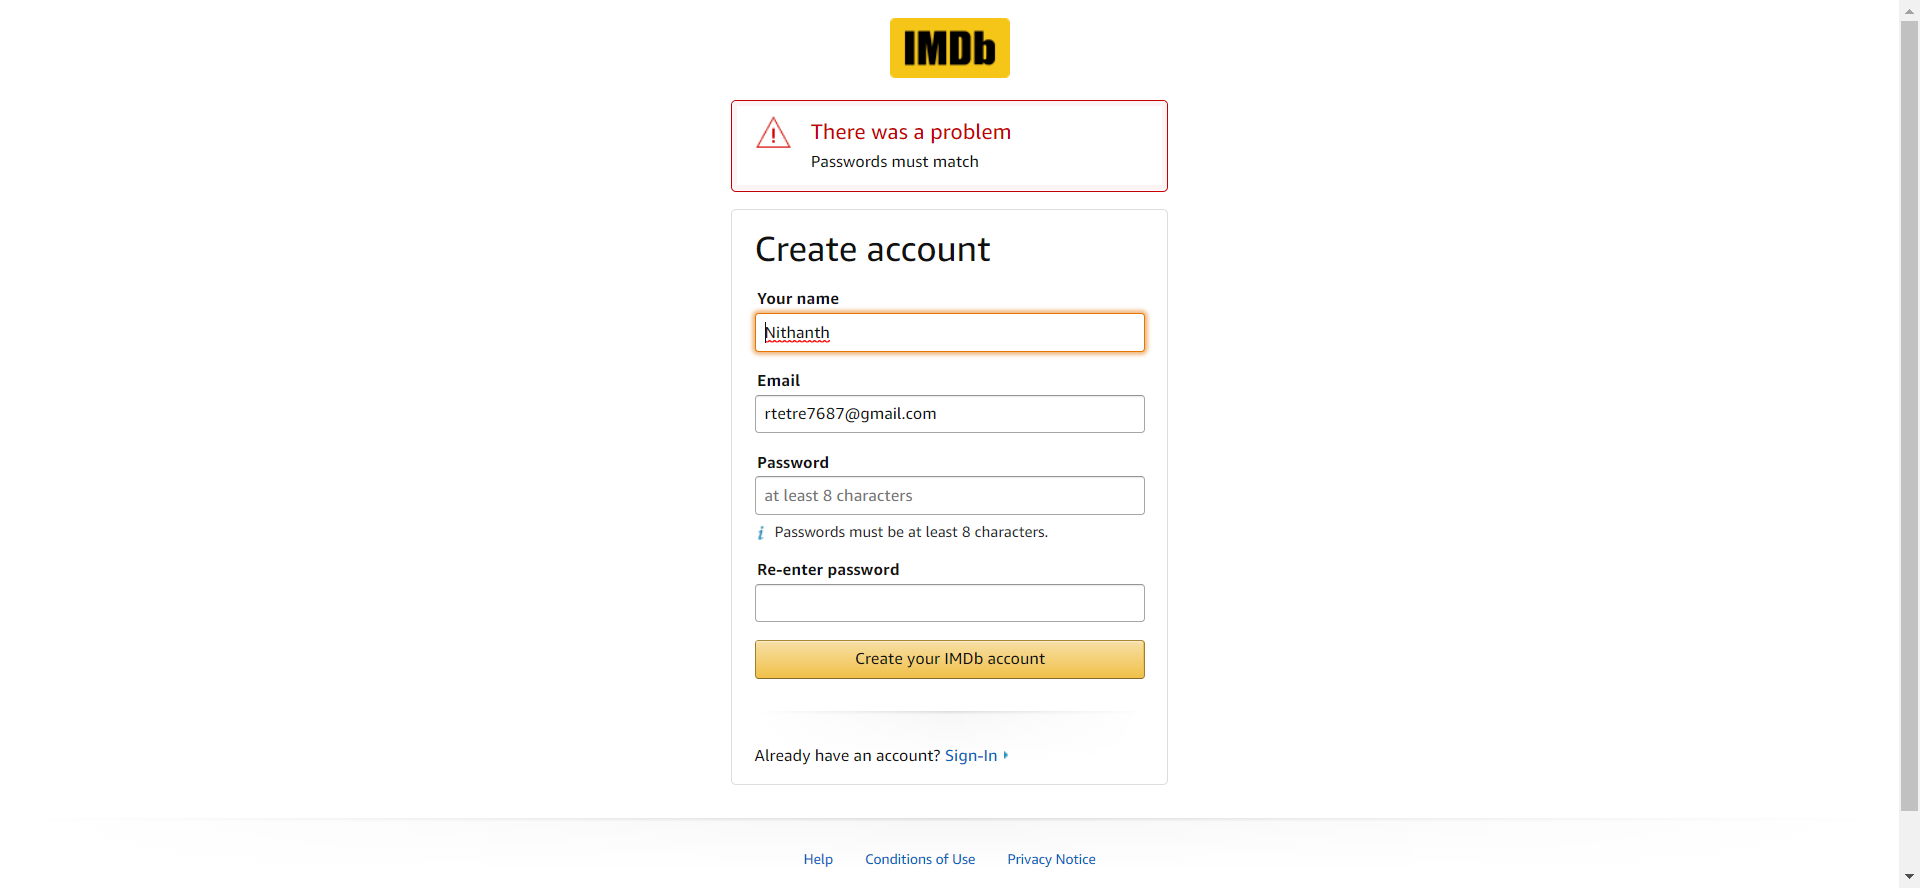 IMDb
There was a problem
Passwords must match
Create account
Your name
Nithanth
Email
rtetre7687@gmail.com
Password
at least 8 characters
i Passwords must be at least 8 characters.
Re-enter password
Create your IMDb account
Already have an account? Sign-In
Help Conditions of Use Privacy Notice